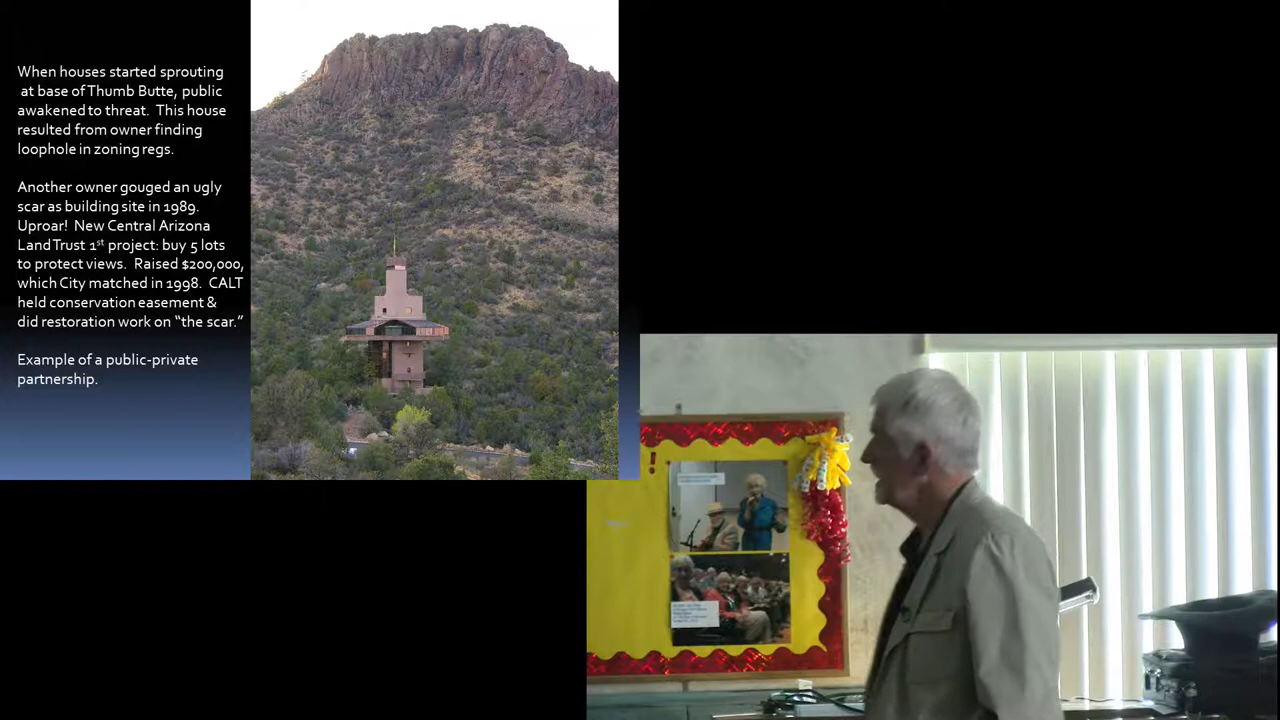 When houses started sprouting
at base of Thumb Butte, public
awakened to threat.  This house
resulted from owner finding
loophole in zoning regs.
Another owner gouged an ugly
scar as building site in 1989.
Uproar!  New Central Arizona
Land Trust 1st project: buy 5 lots
to protect views.  Raised $200,000,
which City matched in 1998.  CALT
held conservation easement &
did restoration work on “the scar.”
Example of a public-private
partnership.
!